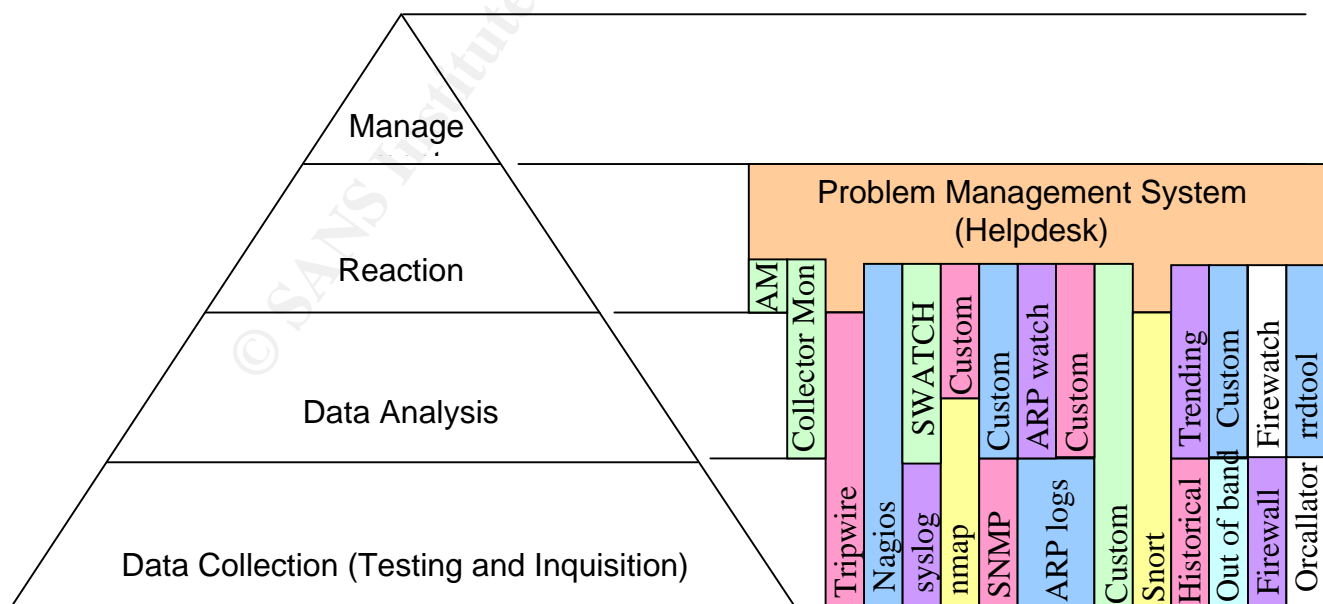 © SANS Institute
Manage
Problem Management System
(Helpdesk)
Reaction
AM
Collector Mon
Data Analysis
SWATCH
Custom
Custom
ARP watch
Custom
Trending
Custom
Firewatch
rrdtool
Data Collection (Testing and Inquisition)
Tripwire
Nagios
syslog
nmap
SNMP
ARP logs
Custom
Snort
Historical
Out of band
Firewall
Orcallator